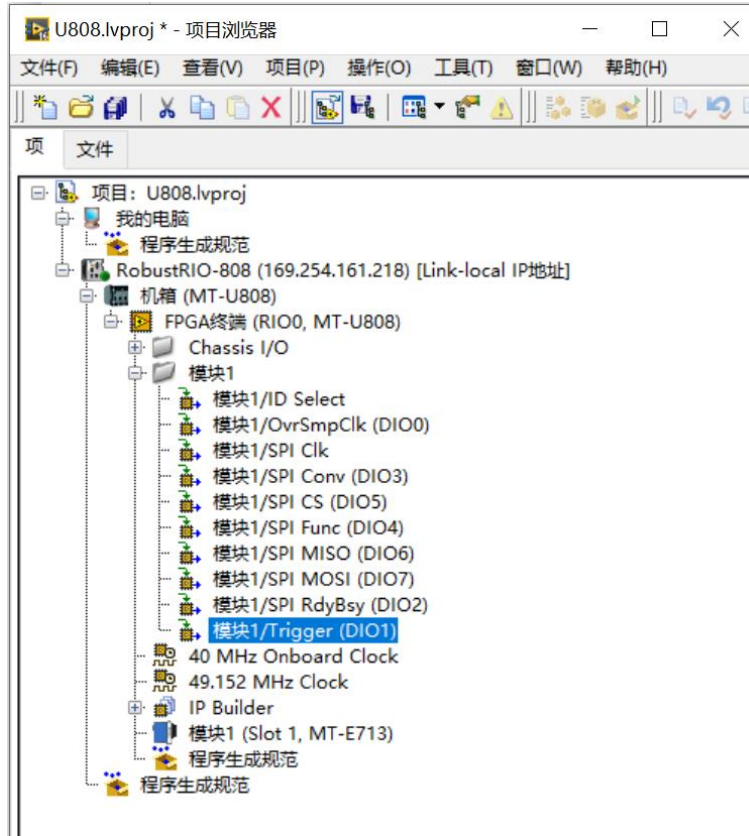 U808.lvproj * - 项目浏览器
文件(F) 编辑(E) 查看(V) 项目(P) 操作(O) 工具(T) 窗口(W) 帮助(H)
项 文件
项目: U808.lvproj
我的电脑
程序生成规范
RobustRIO-808 (169.254.161.218) [Link-local IP地址]
机箱 (MT-U808)
FPGA终端 (RIO0, MT-U808)
Chassis I/O
模块1
模块1/ID Select
模块1/OvrSmpClk (DIO0)
模块1/SPI Clk
模块1/SPI Conv (DIO3)
模块1/SPI CS (DIO5)
模块1/SPI Func (DIO4)
模块1/SPI MISO (DIO6)
模块1/SPI MOSI (DIO7)
模块1/SPI RdyBsy (DIO2)
模块1/Trigger (DIO1)
40 MHz Onboard Clock
49.152 MHz Clock
IP Builder
模块1 (Slot 1, MT-E713)
程序生成规范
程序生成规范